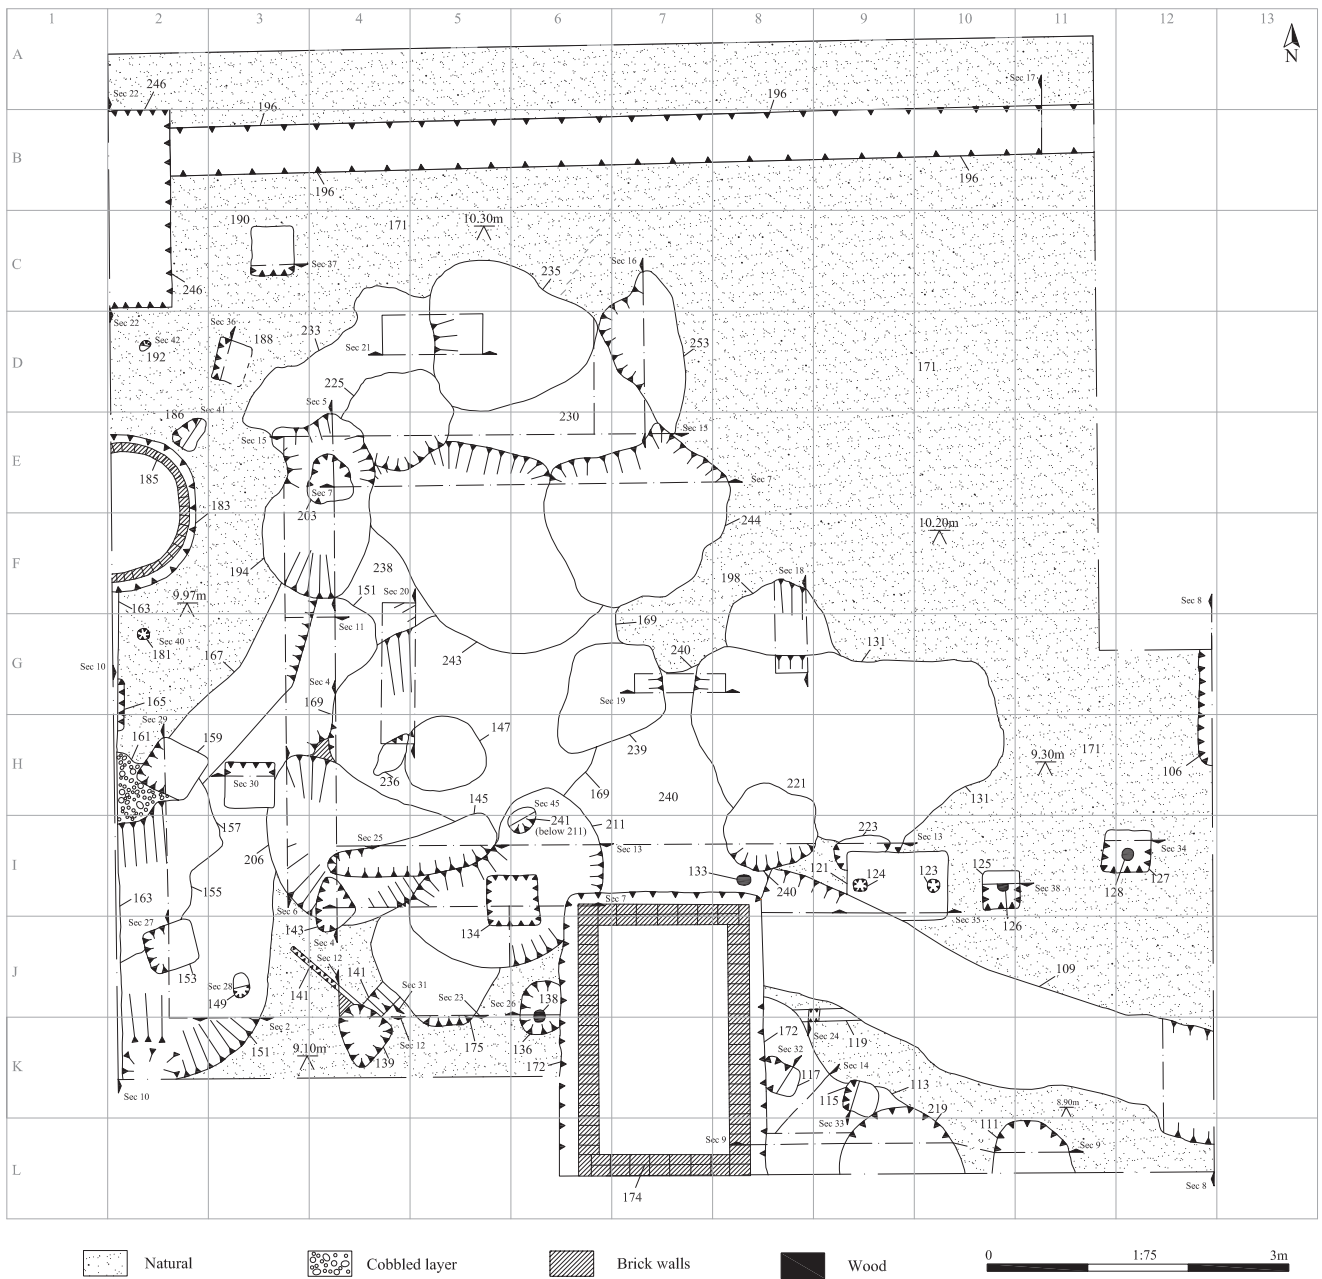 1 2 3 4 5 6 7 8 9 10 11 12 13
N
A
Sec 17
246 196
Sec 22
196
B
196 196
190 171 10.30m
C
Sec 37 Sec 16 235
246
Sec 22
Sec 42 Sec 36 188 233
192 Sec 21
D
253 171
225
Sec 5 230
186 Sec 41
Sec 15 Sec 15
E
185 Sec 7 Sec 7
183 203 244 10.20m
F
194 238
9.97m 151 Sec 20 198 Sec 18
163 Sec 8
Sec 11 169
Sec 40
181 131
G
167 243 240
Sec 10
Sec 4 Sec 19
165 169
Sec 29 147
161 159 239
H
9.30m 171
Sec 30 236 106
221
169 240 131
145 Sec 45
241
(below 211)
211
157 Sec 25 223
Sec 13 Sec 13
I
206 Sec 34
121 124 123 125
133 Sec 38
155 240 128 127
163 Sec 6 Sec 7 Sec 35
Sec 27 143 134 126
Sec 4
J
Sec 12
153 141 109
Sec 28 141 Sec 31
149 Sec 23 Sec 26 138
Sec 2 172
151 Sec 12 175 136 Sec 24 119
9.10m Sec 32
K
139 172 Sec 14
117 113
Sec 10 115
219 8.90m
Sec 33 111
Sec 9 Sec 9
L
174 Sec 8
Natural Cobbled layer Brick walls Wood
0 1:75 3m